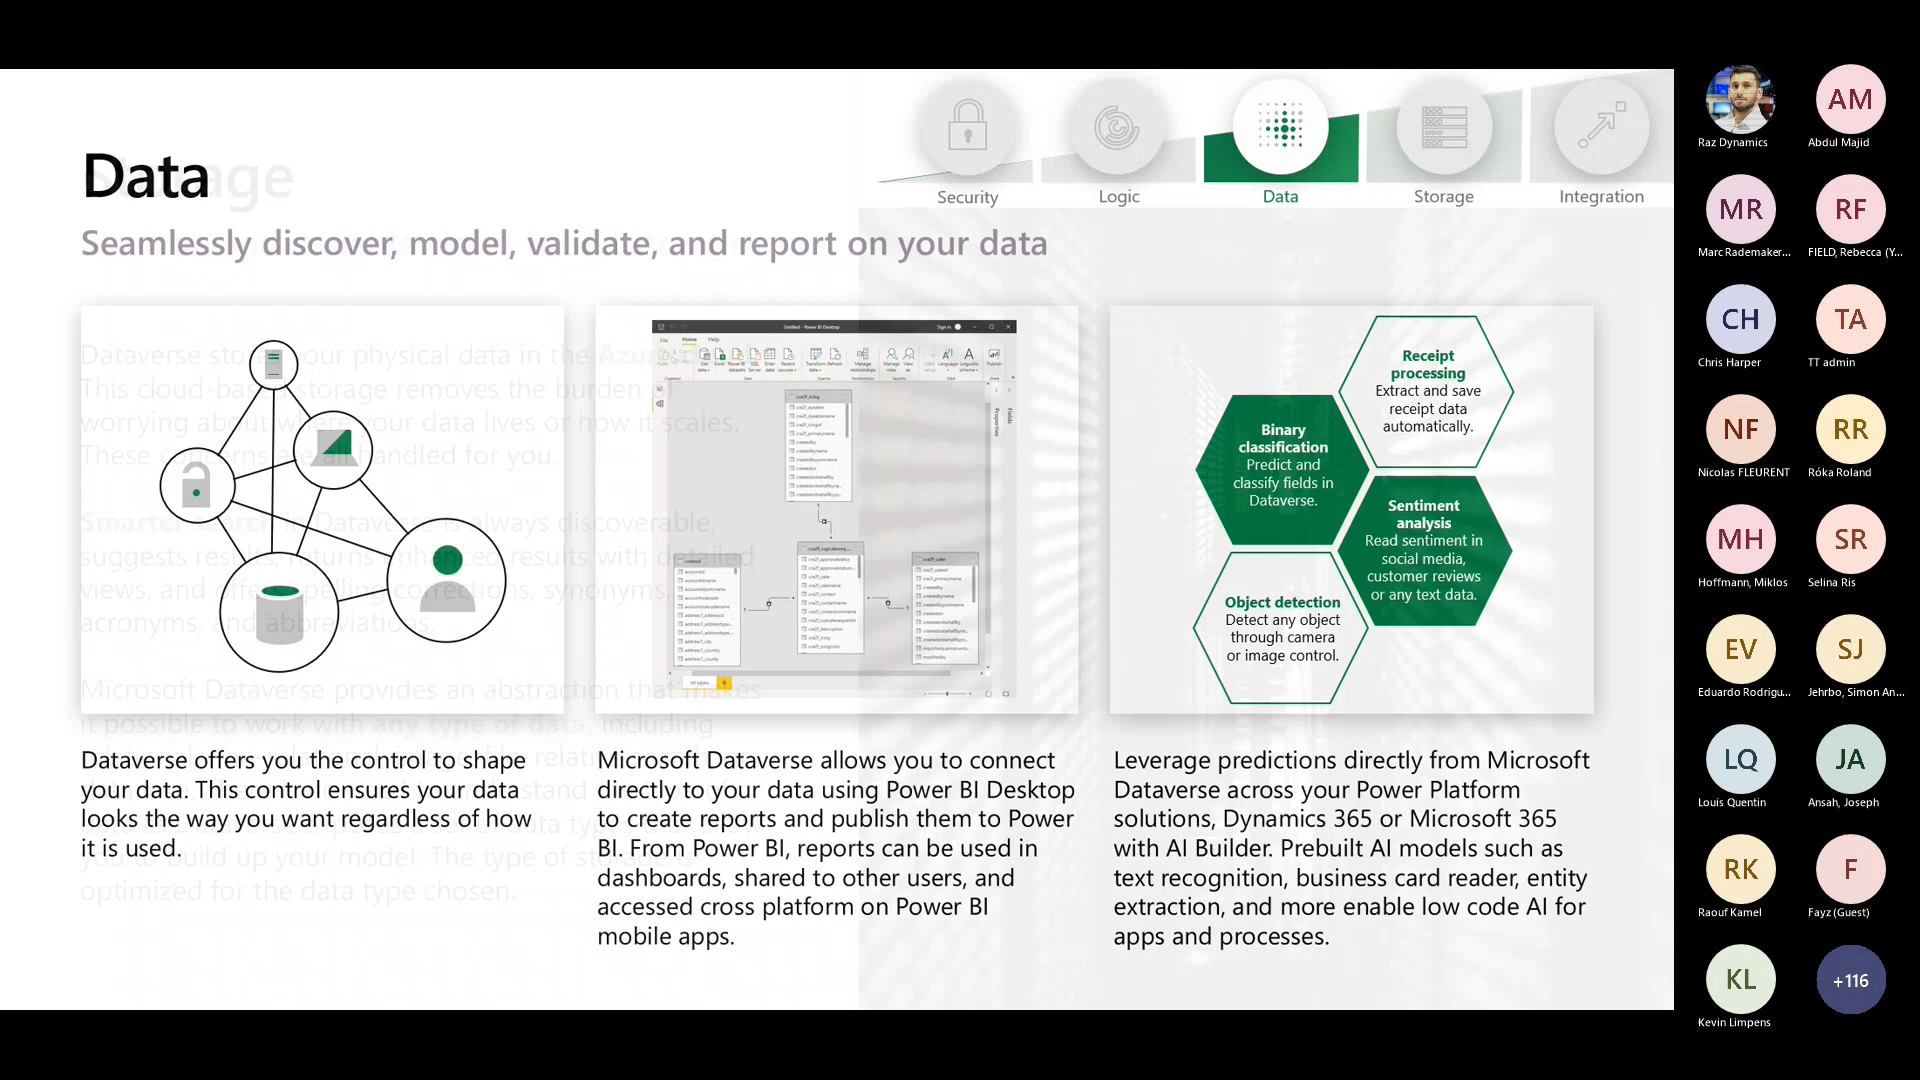 Data
Seamlessly discover, model, validate, and report on your data
Security
Logic
Data
Storage
Integration
Dataverse stores your physical data in the Azure
This cloud-based storage removes the burden of
worrying about where your data lives or how it scales.
These concerns are all handled for you.
Smarter search in Dataverse is always discoverable,
suggests results, returns enhanced results with detailed
views, and offers spelling corrections, synonyms,
acronyms, and abbreviations.
Microsoft Dataverse provides an abstraction that makes
it possible to work with any type of data, including
you to build up your model. The type of storage is
optimized for the data type chosen.
Untitled - Power BI Desktop
Sign in
File
Home
Help
Receipt
processing
Extract and save
receipt data
automatically.
Binary
classification
Predict and
classify fields in
Dataverse.
Sentiment
analysis
Read sentiment in
social media,
customer reviews
or any text data.
Object detection
Detect any object
through camera
or image control.
Dataverse offers you the control to shape
your data. This control ensures your data
looks the way you want regardless of how
it is used.
Microsoft Dataverse allows you to connect
directly to your data using Power BI Desktop
to create reports and publish them to Power
BI. From Power BI, reports can be used in
dashboards, shared to other users, and
accessed cross platform on Power BI
mobile apps.
Leverage predictions directly from Microsoft
Dataverse across your Power Platform
solutions, Dynamics 365 or Microsoft 365
with AI Builder. Prebuilt AI models such as
text recognition, business card reader, entity
extraction, and more enable low code AI for
apps and processes.
Raz Dynamics
AM
Abdul Majid
MR
Marc Rademaker...
RF
FIELD, Rebecca (Y...
CH
Chris Harper
TA
TT admin
NF
Nicolas FLEURENT
RR
Róka Roland
MH
Hoffmann, Miklos
SR
Selina Ris
EV
Eduardo Rodrigu...
SJ
Jehrbo, Simon An...
LQ
Louis Quentin
JA
Ansah, Joseph
RK
Raouf Kamel
F
Fayz (Guest)
KL
Kevin Limpens
+116